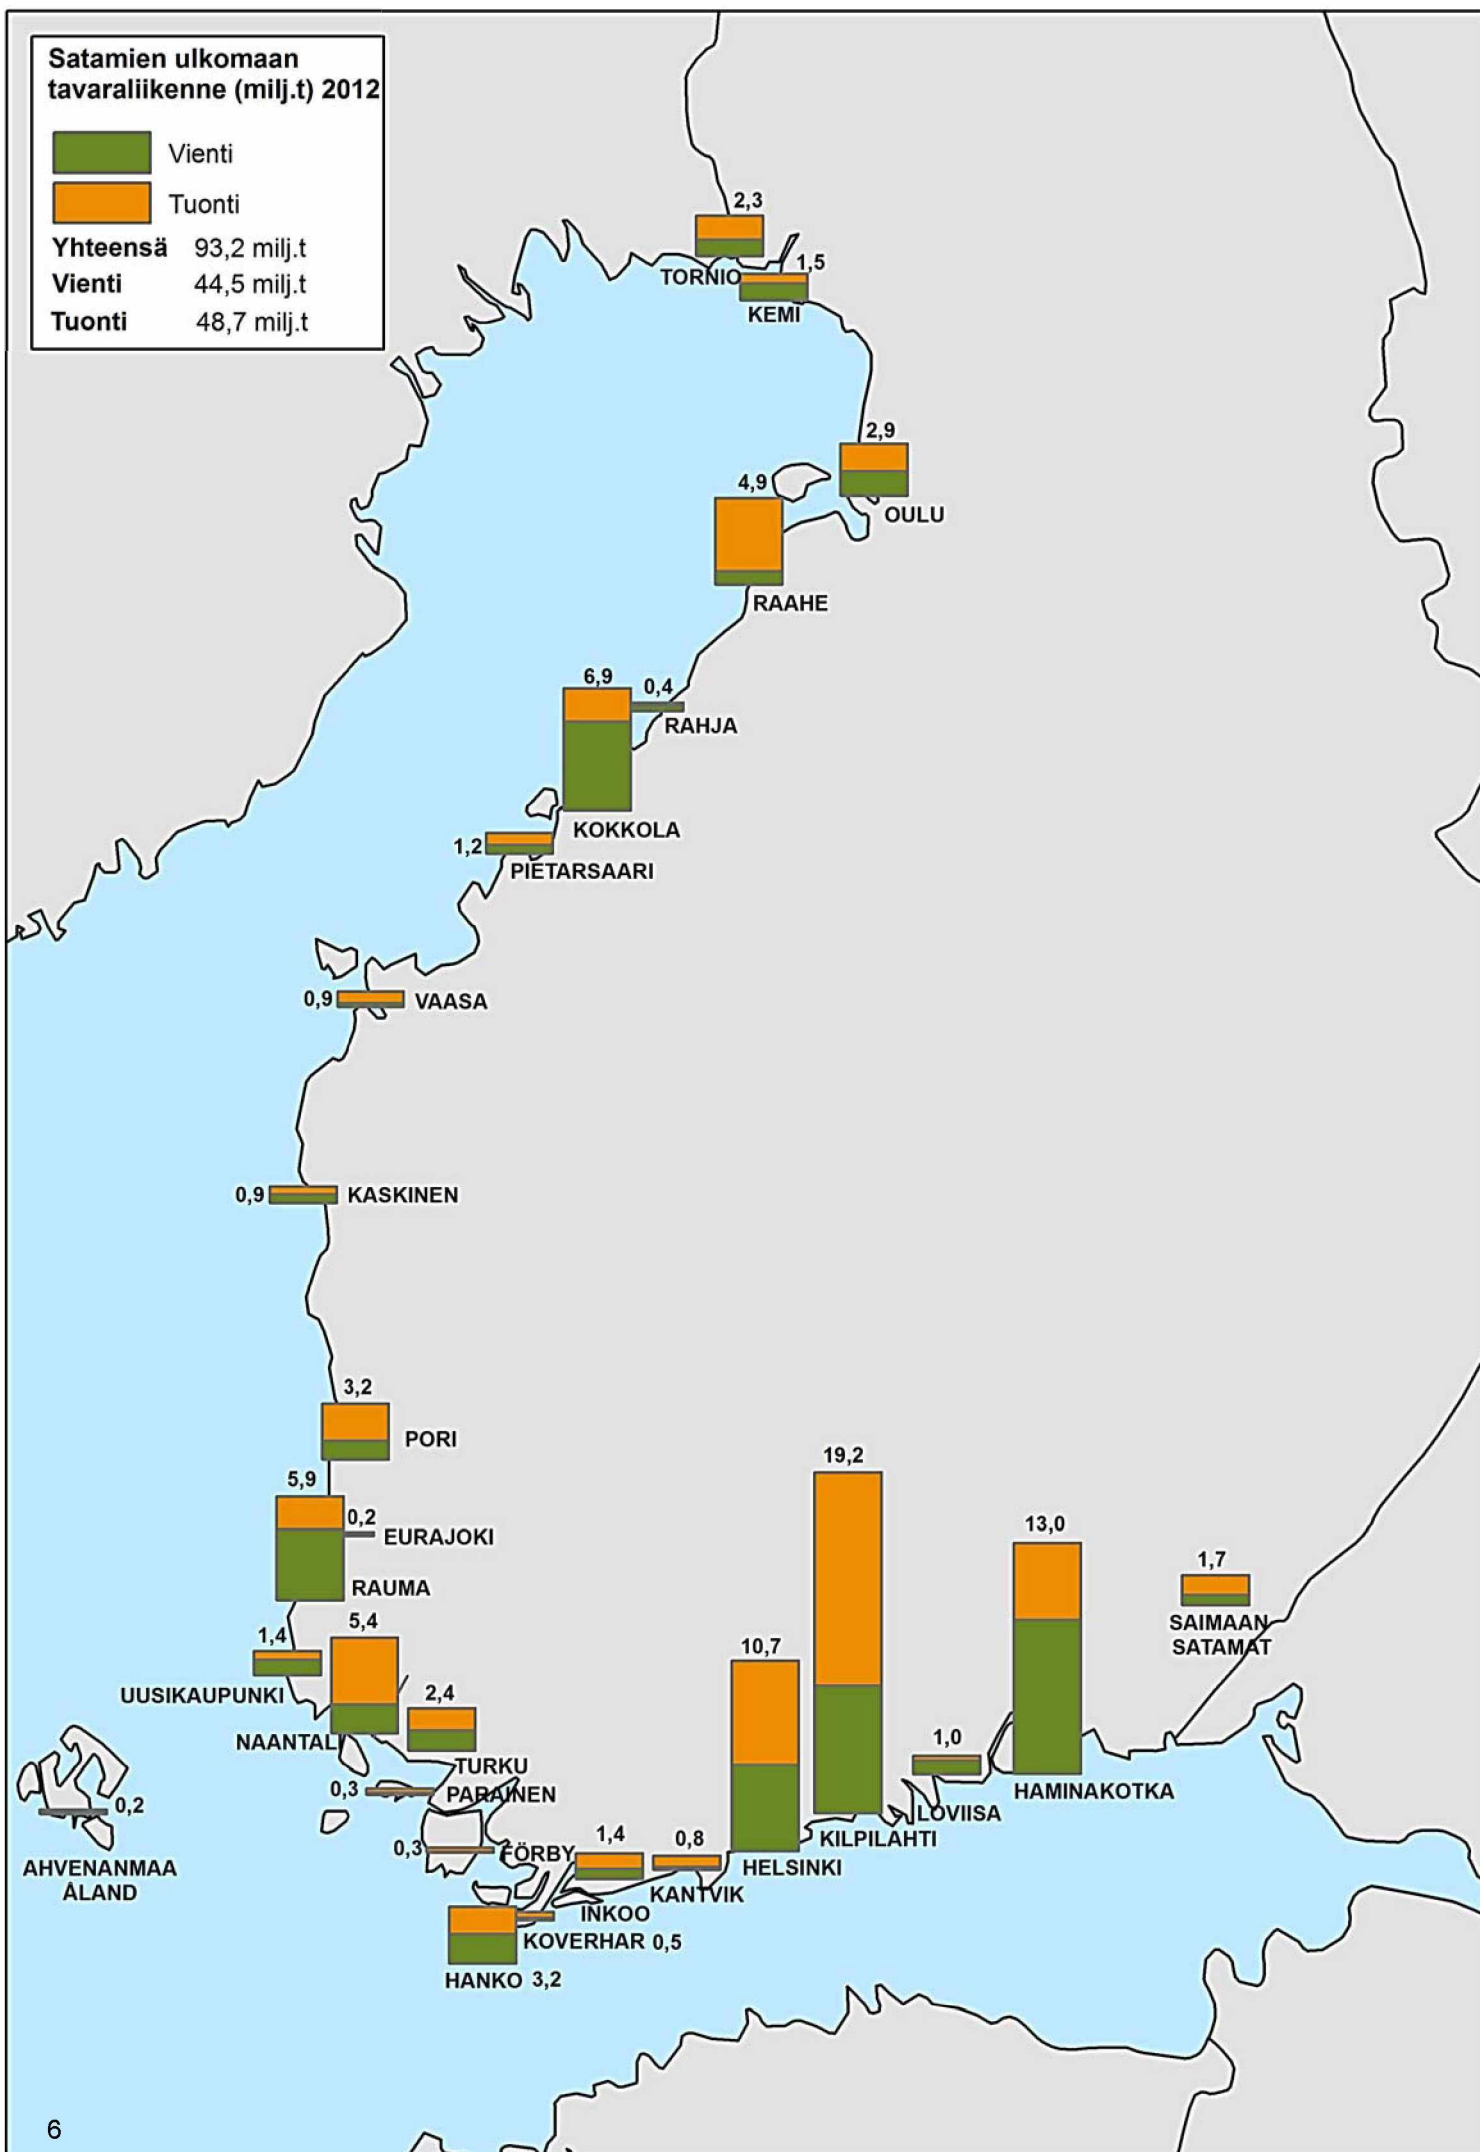 Satamien ulkomaan
tavaraliikenne (milj.t) 2012
Vienti
Tuonti
Yhteensä 93,2 milj.t
Vienti 44,5 milj.t
Tuonti 48,7 milj.t
2,3
TORNIO
1,5
KEMI
2,9
OULU
4,9
RAAHE
6,9
0,4
RAHJA
KOKKOLA
1,2
PIETARSAARI
0,9 VAASA
0,9 KASKINEN
3,2
PORI
5,9
0,2
EURAJOKI
RAUMA
19,2
13,0
1,7
SAIMAAN
SATAMAT
1,4
UUSIKAUPUNKI
5,4
NAANTALI
2,4
TURKU
10,7
1,0
LOVIISA
HAMINAKOTKA
KILPILAHTI
HELSINKI
0,3 PARAINEN
0,2
AHVENANMAA
ÅLAND
0,3 FÖRBY
1,4
INKOO
0,8
KANTVIK
KOVERHAR 0,5
HANKO 3,2
6